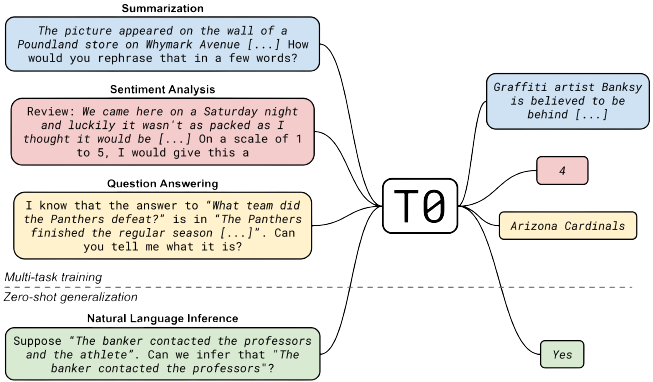 Summarization
The picture appeared on the wall of a
Poundland store on Whymark Avenue [...] How
would you rephrase that in a few words?
Sentiment Analysis
Review: We came here on a Saturday night
and luckily it wasn't as packed as I
thought it would be [...] On a scale of 1
to 5, I would give this a
Question Answering
I know that the answer to “What team did
the Panthers defeat?” is in “The Panthers
finished the regular season [...]”. Can
you tell me what it is?
Multi-task training
Zero-shot generalization
Natural Language Inference
Suppose “The banker contacted the professors
and the athlete”. Can we infer that "The
banker contacted the professors"?
T0
Graffiti artist Banksy
is believed to be
behind [...]
4
Arizona Cardinals
Yes